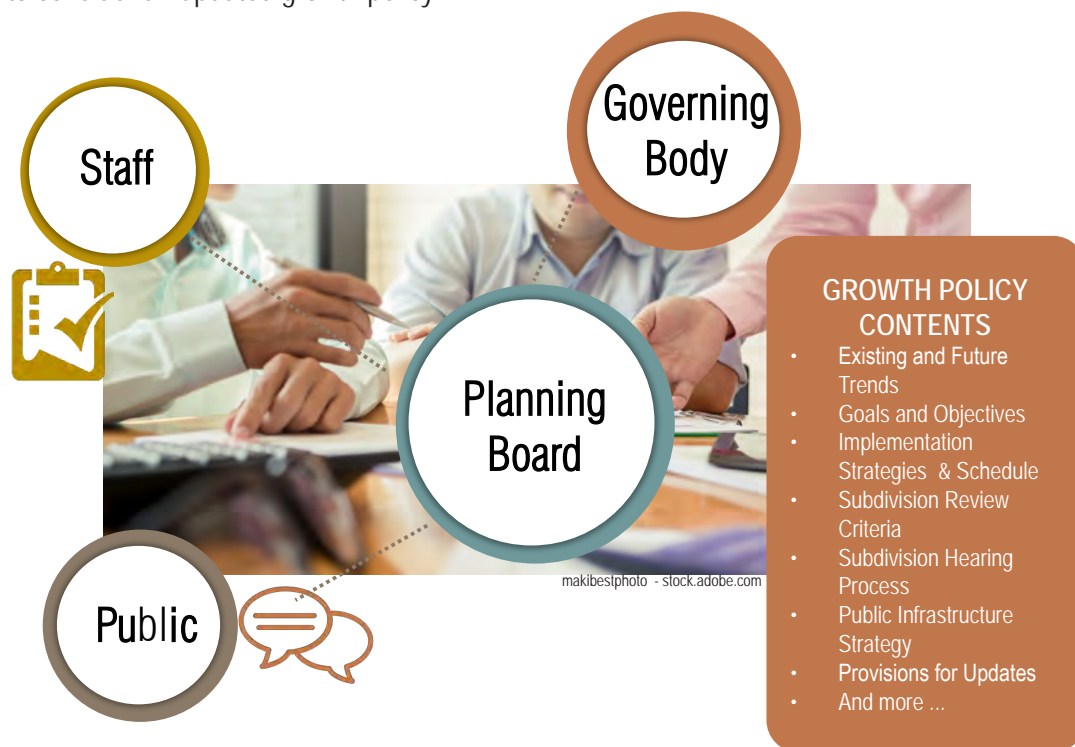 Staff
Governing
Body
Planning
Board
Public
makibestphoto - stock.adobe.com
GROWTH POLICY
CONTENTS
• Existing and Future
Trends
• Goals and Objectives
• Implementation
Strategies & Schedule
• Subdivision Review
Criteria
• Subdivision Hearing
Process
• Public Infrastructure
Strategy
• Provisions for Updates
• And more ...